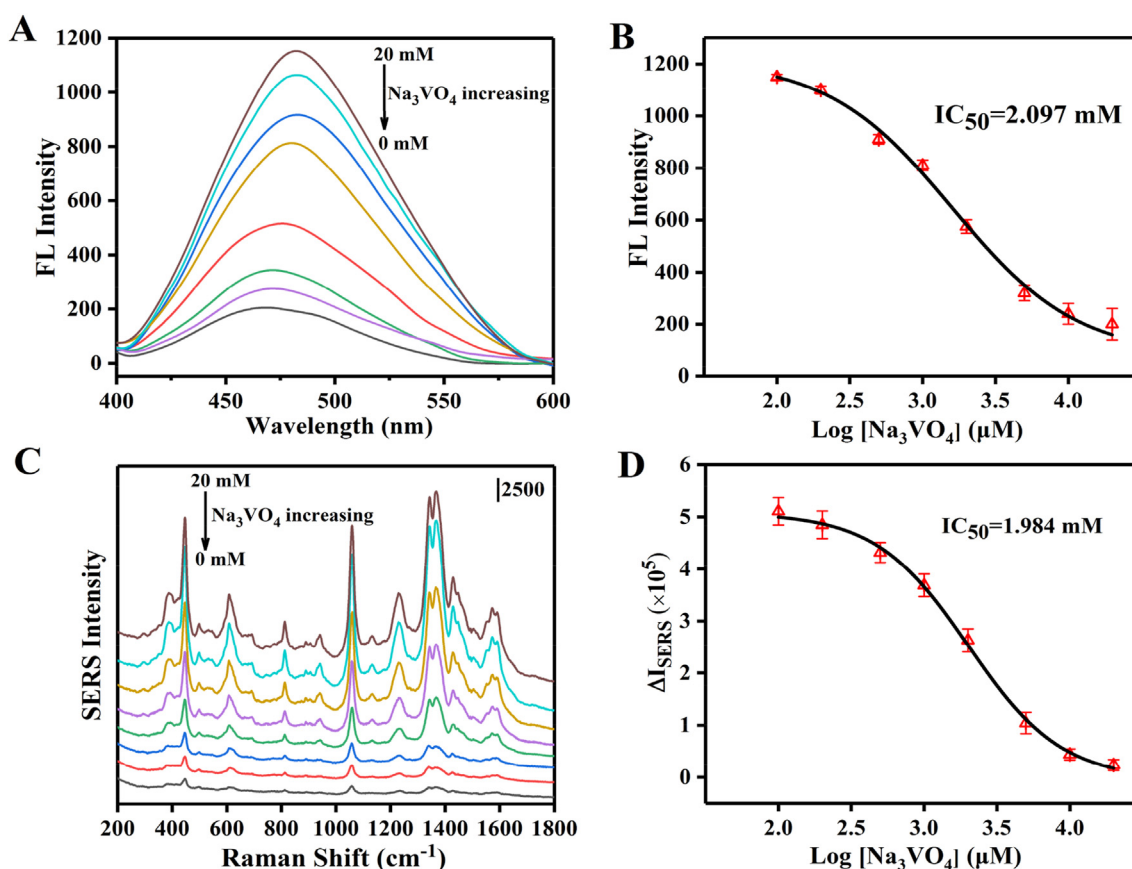 A
1200
1000
800
600
400
200
0
FL Intensity
20 mM
Na₃VO₄ increasing
0 mM
400
450
500
550
600
Wavelength (nm)
B
1200
1000
800
600
400
200
0
FL Intensity
IC₅₀=2.097 mM
2.0
2.5
3.0
3.5
4.0
Log [Na₃VO₄] (μM)
C
SERS Intensity
20 mM
Na₃VO₄ increasing
0 mM
2500
200
400
600
800
1000
1200
1400
1600
1800
Raman Shift (cm⁻¹)
D
6
5
4
3
2
1
0
ΔI_SERS (×10⁵)
IC₅₀=1.984 mM
2.0
2.5
3.0
3.5
4.0
Log [Na₃VO₄] (μM)